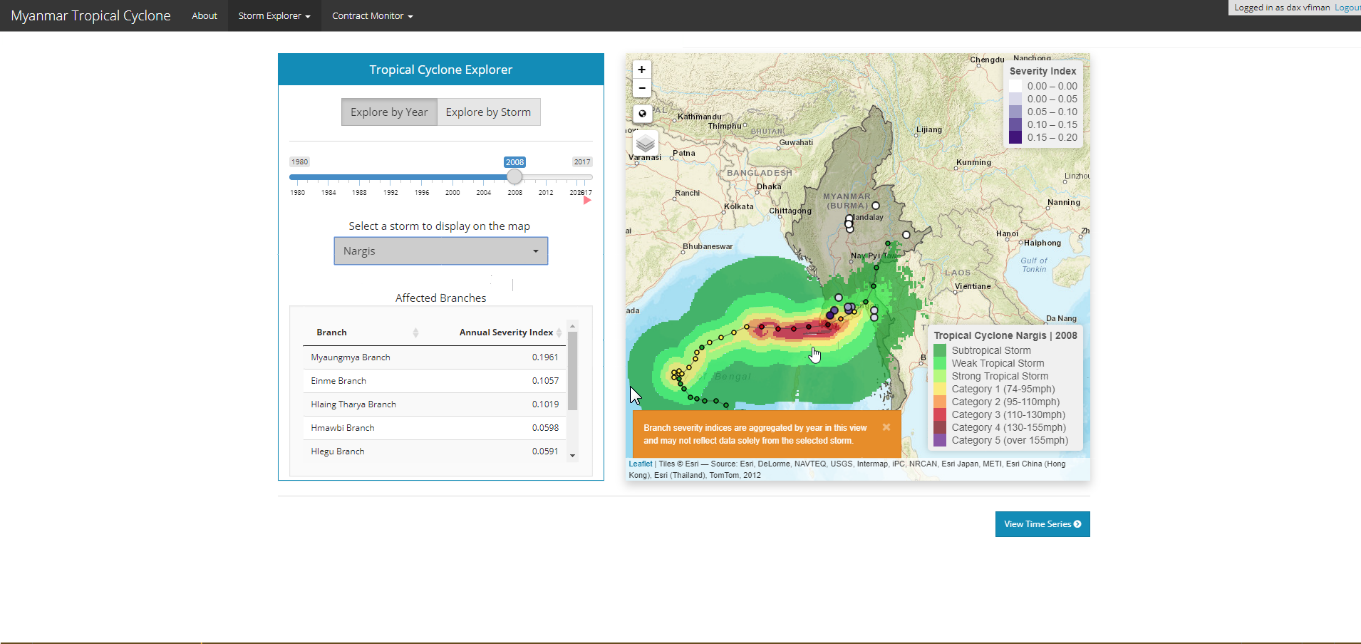 Myanmar Tropical Cyclone
About
Storm Explorer
Contract Monitor
Logged in as dax vfiman Logout
Tropical Cyclone Explorer
Explore by Year
Explore by Storm
1980
2008
2017
1980 1984 1988 1992 1996 2000 2004 2008 2012
Select a storm to display on the map
Nargis
Affected Branches
Branch
Annual Severity Index
Myaungmya Branch 0.1961
Einme Branch 0.1057
Hlaing Tharya Branch 0.1019
Hmawbi Branch 0.0598
Hlegu Branch 0.0591
+
−
Chengdu
Nanchong
Severity Index
0.00 – 0.00
0.00 – 0.05
0.05 – 0.10
0.10 – 0.15
0.15 – 0.20
Kathmandu
Thimphu
BHUTAN
Lijiang
Guwahati
Varanasi
Patna
Kunming
BANGLADESH
Dhaka
Ranchi
MYANMAR
(BURMA)
Nanning
Kolkata
Chittagong
Mandalay
Hanoi
Haiphong
Bhubaneswar
Nay Pyi Taw
Gulf of
Tonkin
LAOS
Vientiane
Da Nang
Bengal
Tropical Cyclone Nargis | 2008
Subtropical Storm
Weak Tropical Storm
Strong Tropical Storm
Category 1 (74-95mph)
Category 2 (95-110mph)
Category 3 (110-130mph)
Category 4 (130-155mph)
Category 5 (over 155mph)
Branch severity indices are aggregated by year in this view ×
and may not reflect data solely from the selected storm.
Leaflet | Tiles © Esri — Source: Esri, DeLorme, NAVTEQ, USGS, Intermap, iPC, NRCAN, Esri Japan, METI, Esri China (Hong
Kong), Esri (Thailand), TomTom, 2012
View Time Series